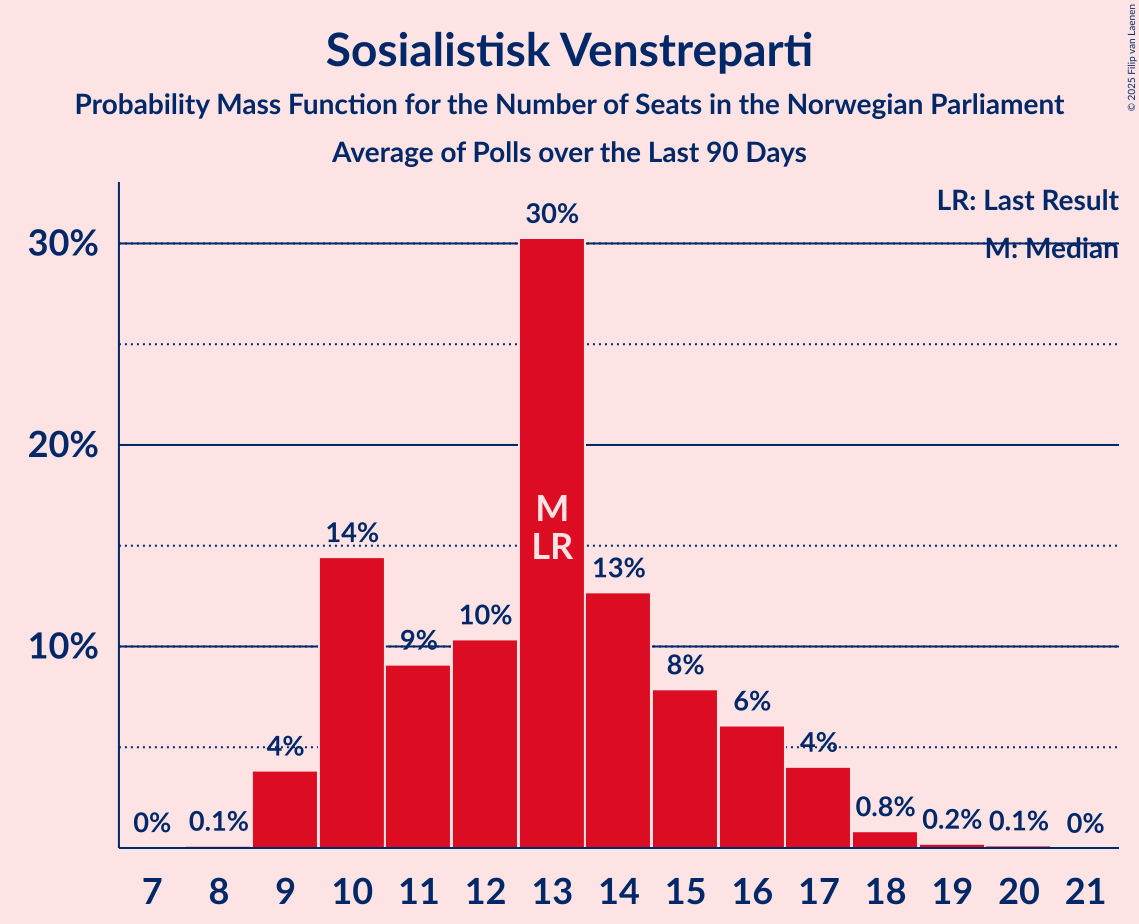 Sosialistisk Venstreparti
Probability Mass Function for the Number of Seats in the Norwegian Parliament
Average of Polls over the Last 90 Days
© 2025 Filip van Laenen
LR: Last Result
M: Median
30%
20%
10%
0%
0.1%
4%
14%
9%
10%
30%
M
LR
13%
8%
6%
4%
0.8%
0.2%
0.1%
0%
7 8 9 10 11 12 13 14 15 16 17 18 19 20 21